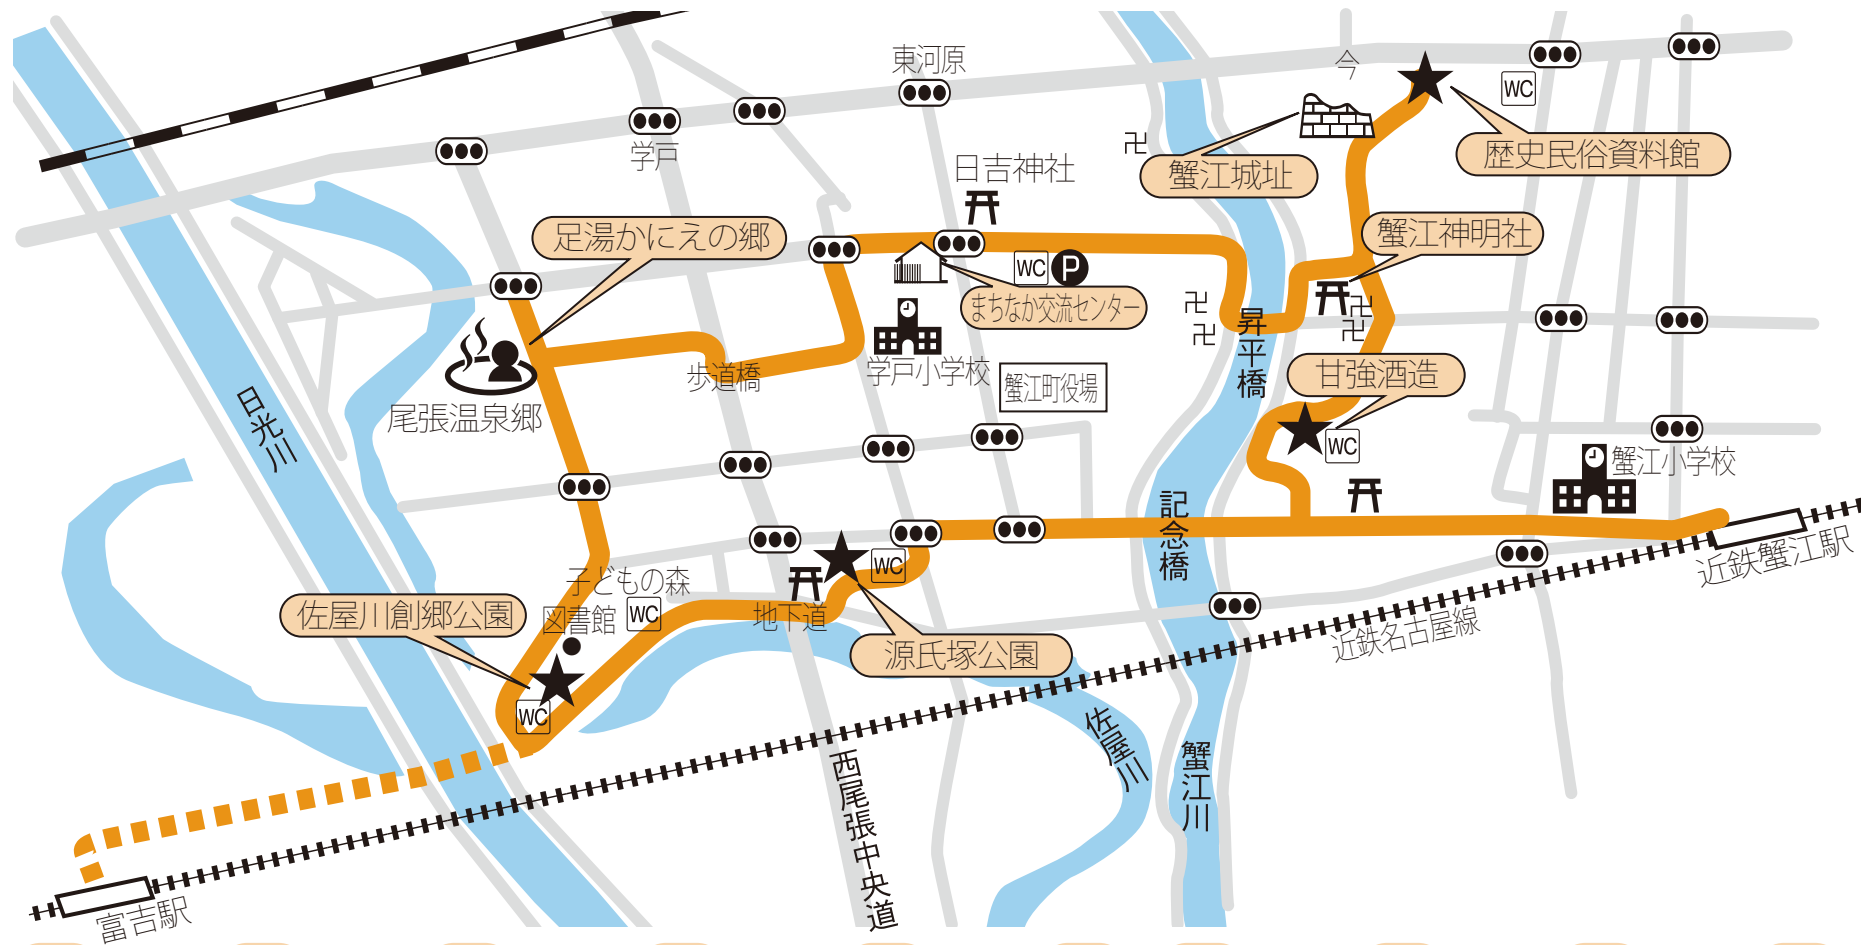 東河原
今
WC
学戸
歴史民俗資料館
日吉神社
蟹江城址
足湯かにえの郷
蟹江神明社
WC
P
まちなか交流センター
昇平橋
学戸小学校
歩道橋
蟹江町役場
甘強酒造
尾張温泉郷
日光川
WC
蟹江小学校
記念橋
近鉄蟹江駅
WC
子どもの森
図書館
WC
佐屋川創郷公園
地下道
源氏塚公園
近鉄名古屋線
WC
佐屋川
蟹江川
西尾張中央道
富吉駅